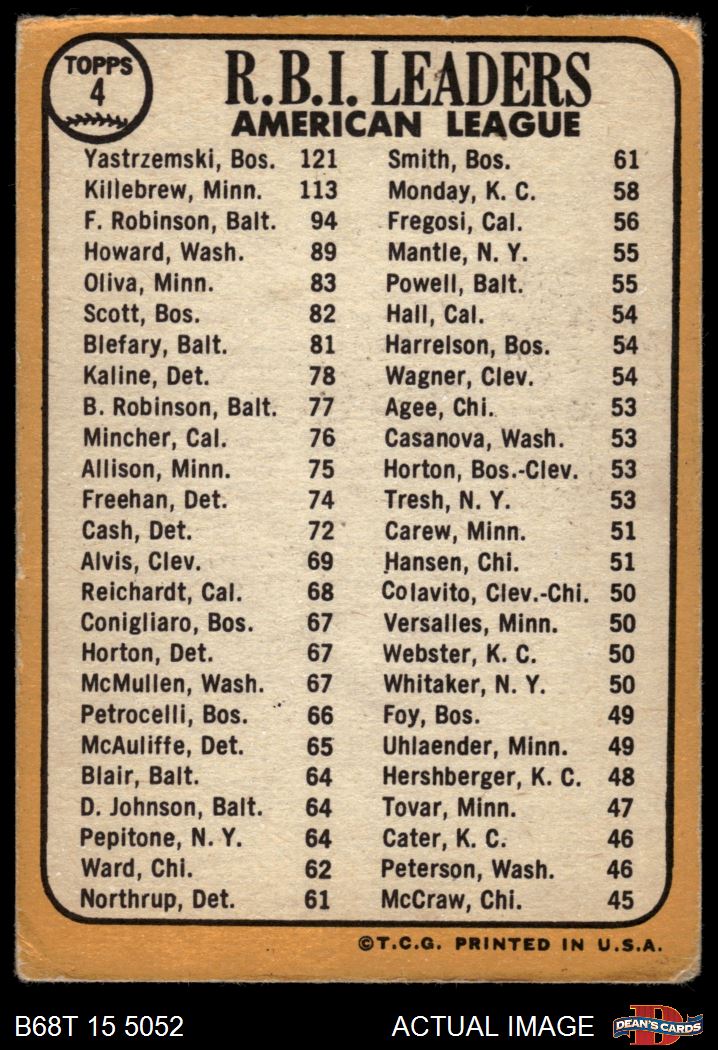 TOPPS
4
R.B.I. LEADERS
AMERICAN LEAGUE
Yastrzemski, Bos. 121
Killebrew, Minn. 113
F. Robinson, Balt. 94
Howard, Wash. 89
Oliva, Minn. 83
Scott, Bos. 82
Blefary, Balt. 81
Kaline, Det. 78
B. Robinson, Balt. 77
Mincher, Cal. 76
Allison, Minn. 75
Freehan, Det. 74
Cash, Det. 72
Alvis, Clev. 69
Reichardt, Cal. 68
Conigliaro, Bos. 67
Horton, Det. 67
McMullen, Wash. 67
Petrocelli, Bos. 66
McAuliffe, Det. 65
Blair, Balt. 64
D. Johnson, Balt. 64
Pepitone, N. Y. 64
Ward, Chi. 62
Northrup, Det. 61
Smith, Bos. 61
Monday, K. C. 58
Fregosi, Cal. 56
Mantle, N. Y. 55
Powell, Balt. 55
Hall, Cal. 54
Harrelson, Bos. 54
Wagner, Clev. 54
Agee, Chi. 53
Casanova, Wash. 53
Horton, Bos.-Clev. 53
Tresh, N. Y. 53
Carew, Minn. 51
Hansen, Chi. 51
Colavito, Clev.-Chi. 50
Versalles, Minn. 50
Webster, K. C. 50
Whitaker, N. Y. 50
Foy, Bos. 49
Uhlaender, Minn. 49
Hershberger, K. C. 48
Tovar, Minn. 47
Cater, K. C. 46
Peterson, Wash. 46
McCraw, Chi. 45
©T.C.G. PRINTED IN U.S.A.
B68T 15 5052
ACTUAL IMAGE
D
DEAN'S CARDS